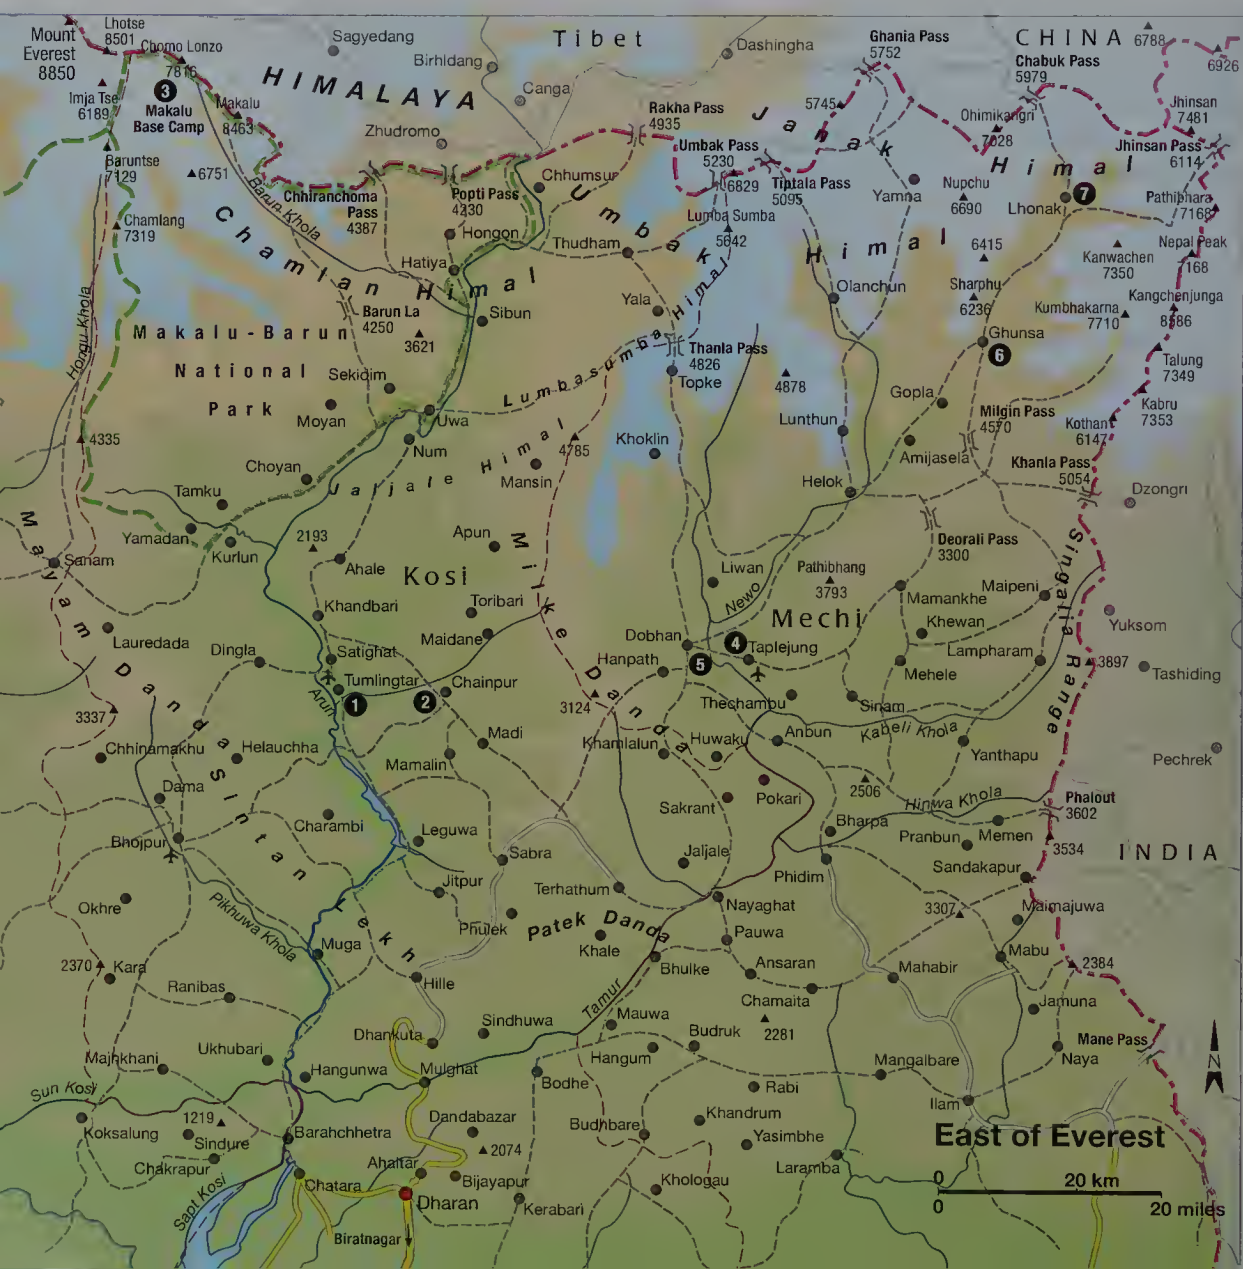 Mount
Everest
8850
Lhotse
8501
Chomo Lonzo
7816
Sagyedang
Birhidang
Tibet
Dashingha
Ghania Pass
5752
CHINA
6788
6926
Chabuk Pass
5979
Imja Tse
6189
3
Makalu
Base Camp
Makalu
8463
HIMALAYA
Canga
Zhudromo
Rakha Pass
4935
Janak
5745
Ohimikangri
7028
Jhinsan
7481
Jhinsan Pass
6114
Umbak Pass
5230
6829
Himal
Baruntse
7129
6751
Chhiranchoma
Pass
4387
Popti Pass
4230
Chhumsur
Tiptala Pass
5095
Yamna
Nupchu
6690
Lhonak
7
Pathibhara
7168
Barun Khola
Chamlang
7319
Chamlan Himal
Hongon
Umbak Himal
Lumba Sumba
5642
Thudham
Himal
6415
Kanwachen
7350
Nepal Peak
7168
Hatiya
Olanchun
Sharphu
6236
Kumbhakarna
7710
Kangchenjunga
8586
Hongu Khola
Makalu-Barun
National
Park
Barun La
4250
3621
Sibun
Yala
Ghunsa
6
Thanla Pass
4826
Topke
Lumbasumba
4878
Talung
7349
Sekidim
Moyan
Uwa
Gopla
Kabru
7353
Kothan
6147
Milgin Pass
4570
4335
Num
Jaljale Himal
4785
Khoklin
Lunthun
Amijasela
Choyan
Mansin
Khanla Pass
5054
Dzongri
Tamku
Helok
Yamadan
Kurlun
2193
Apun
Milke Danda
Deorali Pass
3300
Singalia Range
Sanam
Mayam Danda
Ahale
Kosi
Liwan
Pathibhang
3793
Mamankhe
Maipeni
Khandbari
Toribari
Newo
Mechi
Yuksom
Lauredada
Maidane
Dobhan
4
Taplejung
Khewan
Dingla
Satighat
Hanpath
5
Mehele
Lampharam
3897
Tashiding
Tumlingtar
1
2
Chainpur
Arun
3337
3124
Thechambu
Sinam
Kabeli Khola
Chhinamakhu
Helauchha
Madi
Khamlalun
Huwaku
Anbun
Yanthapu
Pechrek
Mamalin
Dama
Sintan
Lekh
Pokari
2506
Hinwa Khola
Phalout
3602
Sakrant
Charambi
Leguwa
Bharpa
Pranbun
Memen
3534
INDIA
Bhojpur
Sabra
Jaljale
Phidim
Sandakapur
Jitpur
Terhathum
Okhre
Pikhuwa Khola
Phulek
Patek Danda
Nayaghat
3307
Maimajuwa
Khale
Pauwa
Muga
Mabu
2370
Kara
Bhulke
Ansaran
Mahabir
2384
Ranibas
Hille
Chamaita
2281
Jamuna
Tamur
Mauwa
Dhankuta
Sindhuwa
Mane Pass
Ukhubari
Hangum
Budruk
Naya
Majhkhani
Hangunwa
Mulghat
Bodhe
Mangalbare
N
Sun Kosi
Rabi
Ilam
1219
Dandabazar
Khandrum
Koksalung
Sindure
Barahchhetra
2074
Budhbare
Yasimbhe
East of Everest
Chakrapur
Ahaltar
Laramba
Chatara
Bijayapur
Khologau
0
20 km
Dharan
Sapt Kosi
Kerabari
0
20 miles
Biratnagar